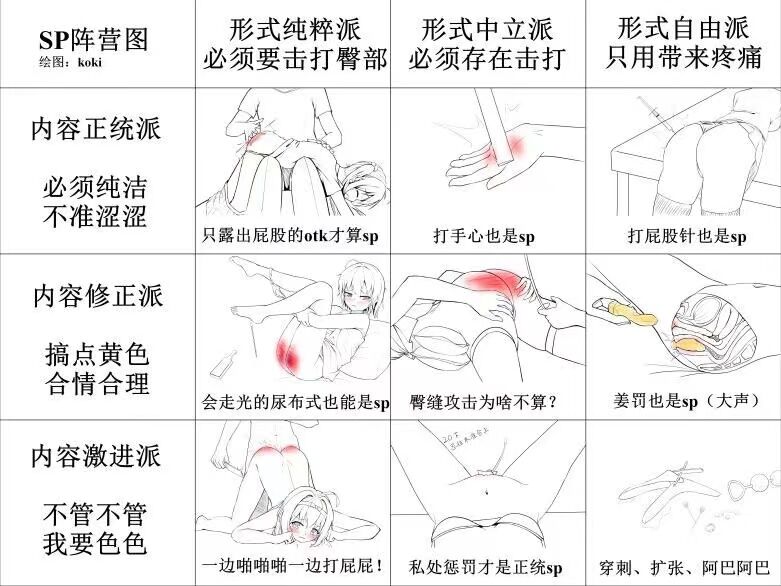 SP阵营图
绘图：koki
形式纯粹派
必须要击打臀部
形式中立派
必须存在击打
形式自由派
只用带来疼痛
内容正统派
必须纯洁
不准涩涩
只露出屁股的otk才算sp
打手心也是sp
打屁股针也是sp
内容修正派
搞点黄色
合情合理
会走光的尿布式也能是sp
臀缝攻击为啥不算？
姜罚也是sp（大声）
内容激进派
不管不管
我要色色
一边啪啪啪一边打屁屁！
20下
私处惩罚才是正统sp
穿刺、扩张、阿巴阿巴